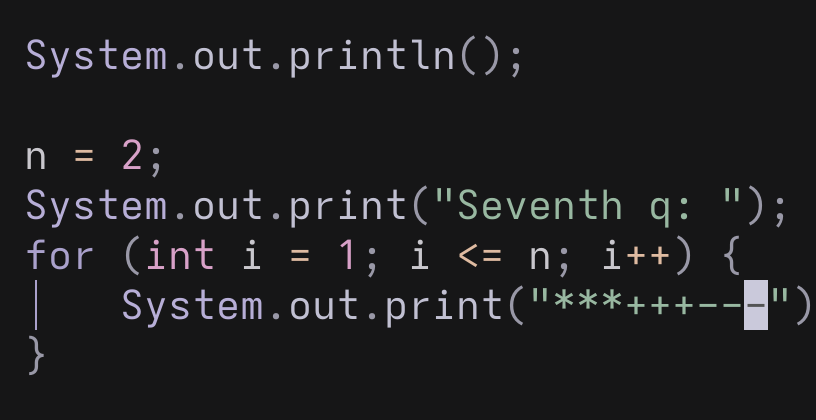 System.out.println();
n = 2;
System.out.print("Seventh q: ");
for (int i = 1; i <= n; i++) {
System.out.print("***+++---")
}